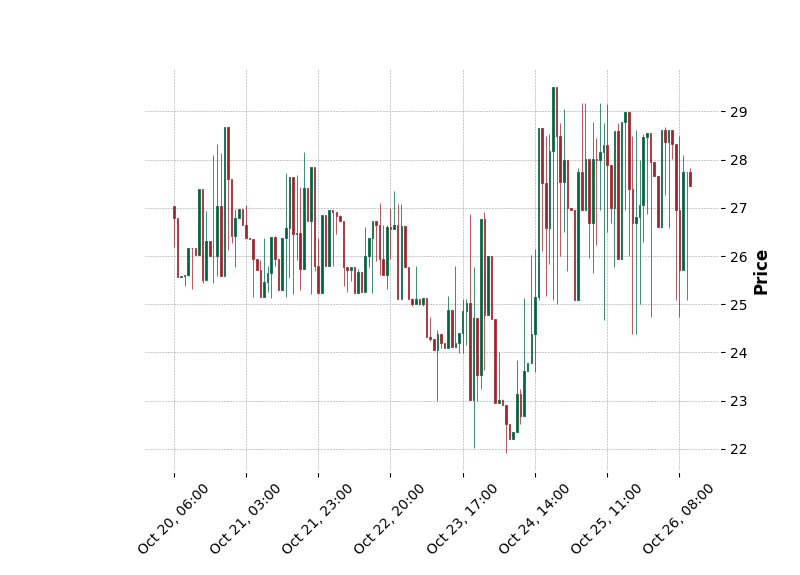 29
28
27
26
25
24
23
22
Price
Oct 20, 06:00
Oct 21, 03:00
Oct 21, 23:00
Oct 22, 20:00
Oct 23, 17:00
Oct 24, 14:00
Oct 25, 11:00
Oct 26, 08:00